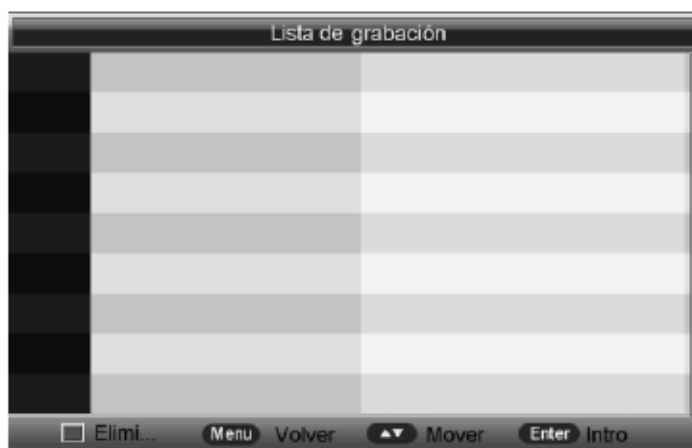 Lista de grabación
Elimi... Menu Volver ▲▼ Mover Enter Intro